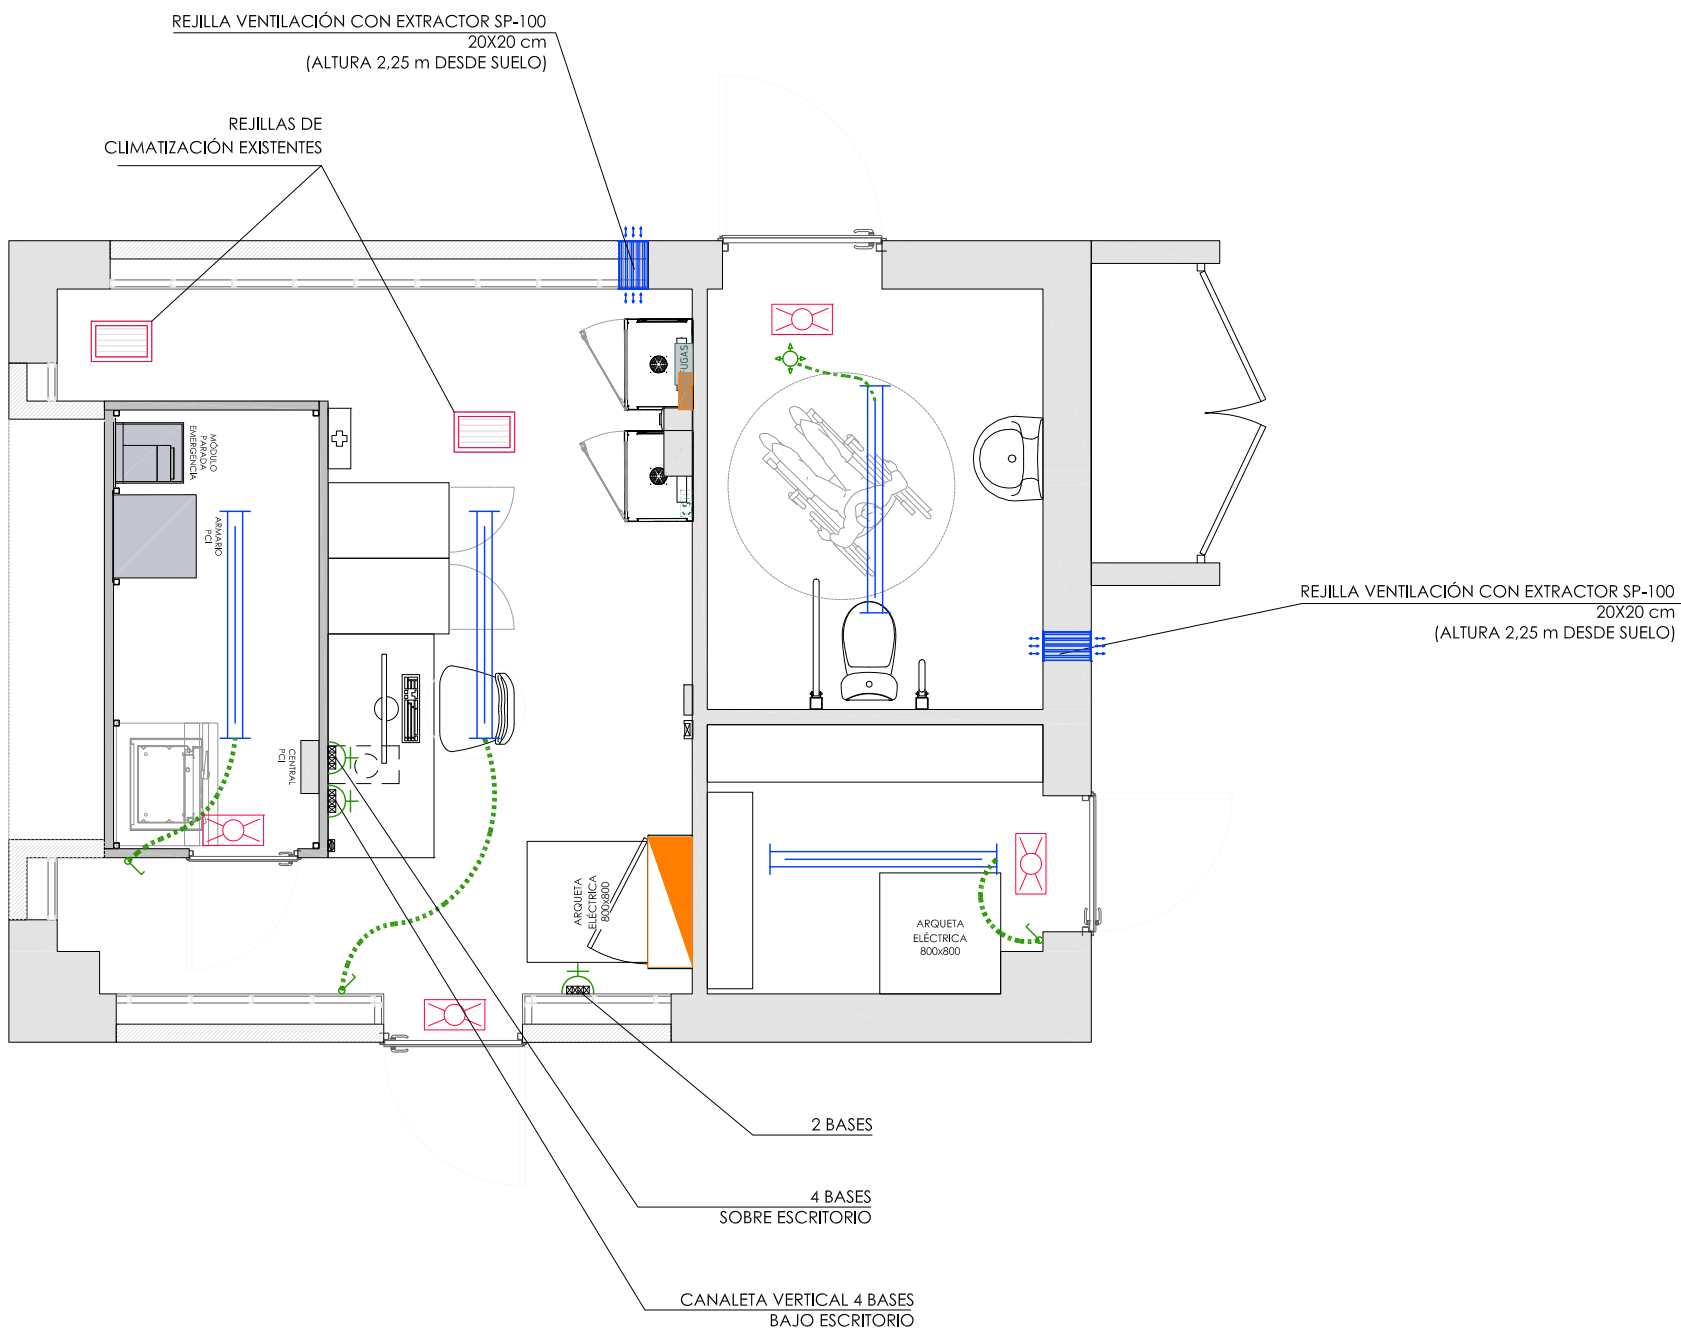 REJILLA VENTILACIÓN CON EXTRACTOR SP-100
20X20 cm
(ALTURA 2,25 m DESDE SUELO)
REJILLAS DE
CLIMATIZACIÓN EXISTENTES
FUGAS
MÓDULO
PARADA
EMERGENCIA
ARMARIO
PCI
CENTRAL
PCI
REJILLA VENTILACIÓN CON EXTRACTOR SP-100
20X20 cm
(ALTURA 2,25 m DESDE SUELO)
ARQUETA
ELÉCTRICA
800x800
ARQUETA
ELÉCTRICA
800x800
2 BASES
4 BASES
SOBRE ESCRITORIO
CANALETA VERTICAL 4 BASES
BAJO ESCRITORIO